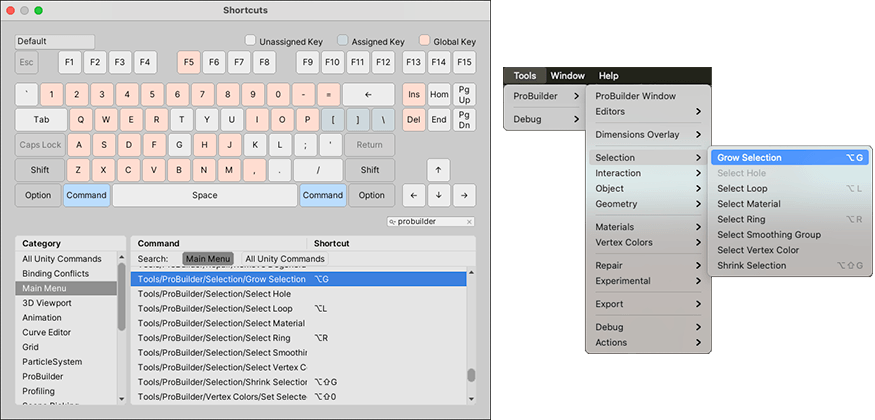 Shortcuts
Default
Unassigned Key
Assigned Key
Global Key
Esc F1 F2 F3 F4 F5 F6 F7 F8 F9 F10 F11 F12 F13 F14 F15
` 1 2 3 4 5 6 7 8 9 0 - = ← Ins Hom Pg Up
Tab Q W E R T Y U I O P [ ] \ Del End Pg Dn
Caps Lock A S D F G H J K L ; ' Return
Shift Z X C V B N M , . / Shift ↑
Option Command Space Command Option ← ↓ →
probuilder
Category
All Unity Commands
Binding Conflicts
Main Menu
3D Viewport
Animation
Curve Editor
Grid
ParticleSystem
ProBuilder
Profiling
Command Shortcut
Search: Main Menu All Unity Commands
Tools/ProBuilder/Selection/Grow Selection ⌥G
Tools/ProBuilder/Selection/Select Hole
Tools/ProBuilder/Selection/Select Loop ⌥L
Tools/ProBuilder/Selection/Select Material
Tools/ProBuilder/Selection/Select Ring ⌥R
Tools/ProBuilder/Selection/Select Smoothin
Tools/ProBuilder/Selection/Select Vertex C
Tools/ProBuilder/Selection/Shrink Selection ⌥⇧G
Tools/ProBuilder/Vertex Colors/Set Selecte ⌥⇧0
Tools Window Help
ProBuilder >
Debug >
ProBuilder Window
Editors >
Dimensions Overlay >
Selection >
Interaction >
Object >
Geometry >
Materials >
Vertex Colors >
Repair >
Experimental >
Export >
Debug >
Actions >
Grow Selection ⌥G
Select Hole
Select Loop ⌥L
Select Material
Select Ring ⌥R
Select Smoothing Group
Select Vertex Color
Shrink Selection ⌥⇧G